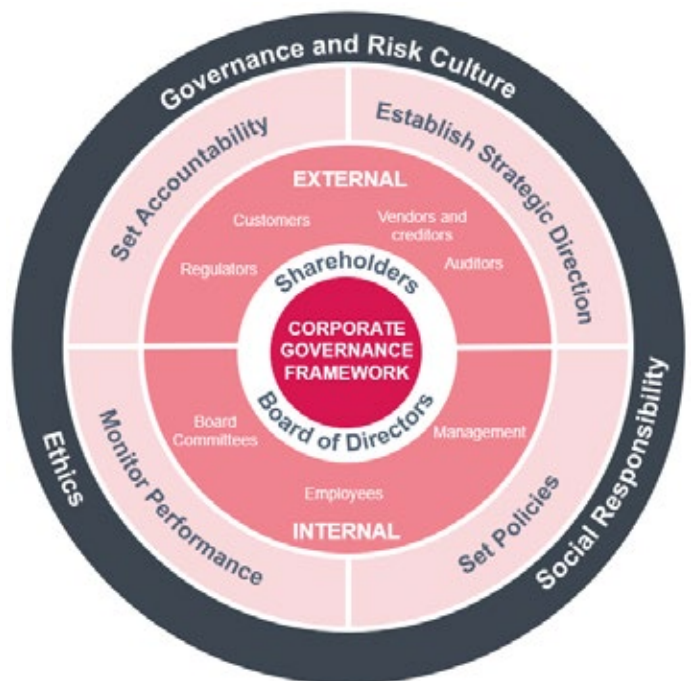 Governance and Risk Culture
Set Accountability
Establish Strategic Direction
EXTERNAL
Customers
Vendors and
creditors
Regulators
Auditors
Shareholders
CORPORATE
GOVERNANCE
FRAMEWORK
Board of Directors
Board
Committees
Management
Employees
INTERNAL
Monitor Performance
Set Policies
Ethics
Social Responsibility